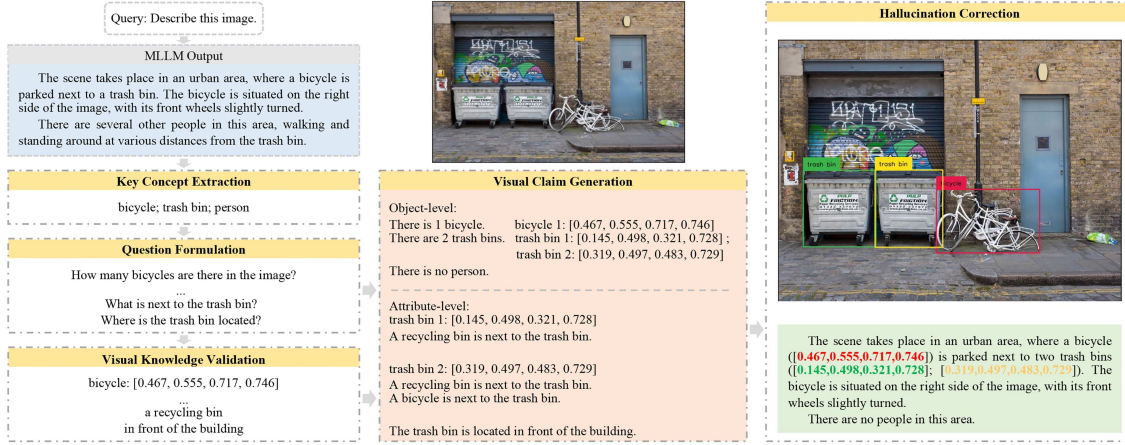 Query: Describe this image.
MLLM Output
The scene takes place in an urban area, where a bicycle is
parked next to a trash bin. The bicycle is situated on the right
side of the image, with its front wheels slightly turned.
There are several other people in this area, walking and
standing around at various distances from the trash bin.
Key Concept Extraction
bicycle; trash bin; person
Question Formulation
How many bicycles are there in the image?
...
What is next to the trash bin?
Where is the trash bin located?
Visual Knowledge Validation
bicycle: [0.467, 0.555, 0.717, 0.746]
...
a recycling bin
in front of the building
Visual Claim Generation
Object-level:
There is 1 bicycle. bicycle 1: [0.467, 0.555, 0.717, 0.746]
There are 2 trash bins. trash bin 1: [0.145, 0.498, 0.321, 0.728] ;
trash bin 2: [0.319, 0.497, 0.483, 0.729]
There is no person.
Attribute-level:
trash bin 1: [0.145, 0.498, 0.321, 0.728]
A recycling bin is next to the trash bin.
trash bin 2: [0.319, 0.497, 0.483, 0.729]
A recycling bin is next to the trash bin.
A bicycle is next to the trash bin.
The trash bin is located in front of the building.
Hallucination Correction
trash bin
trash bin
bicycle
FRICTION
FRICTION
The scene takes place in an urban area, where a bicycle
([0.467,0.555,0.717,0.746]) is parked next to two trash bins
([0.145,0.498,0.321,0.728]; [0.319,0.497,0.483,0.729]). The
bicycle is situated on the right side of the image, with its front
wheels slightly turned.
There are no people in this area.